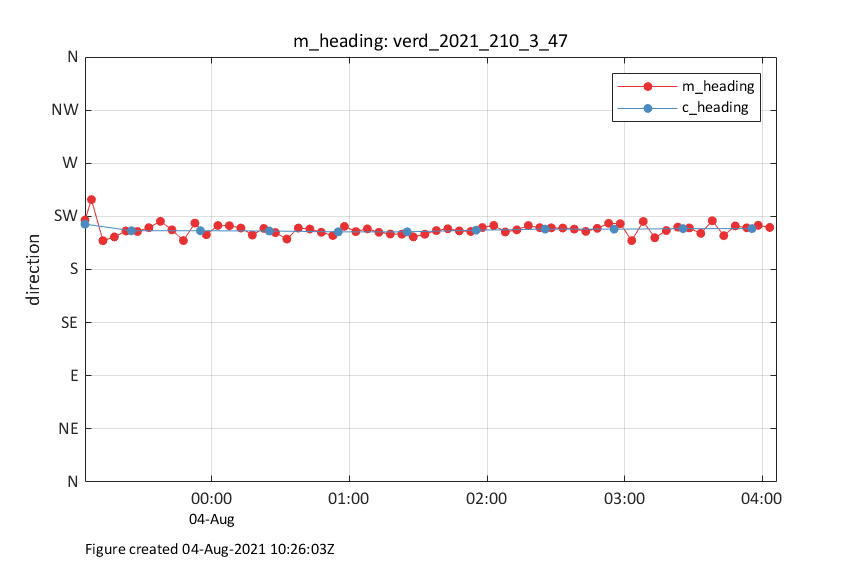 m_heading: verd_2021_210_3_47
m_heading
c_heading
N
NW
W
SW
S
SE
E
NE
N
direction
00:00 01:00 02:00 03:00 04:00
04-Aug
Figure created 04-Aug-2021 10:26:03Z